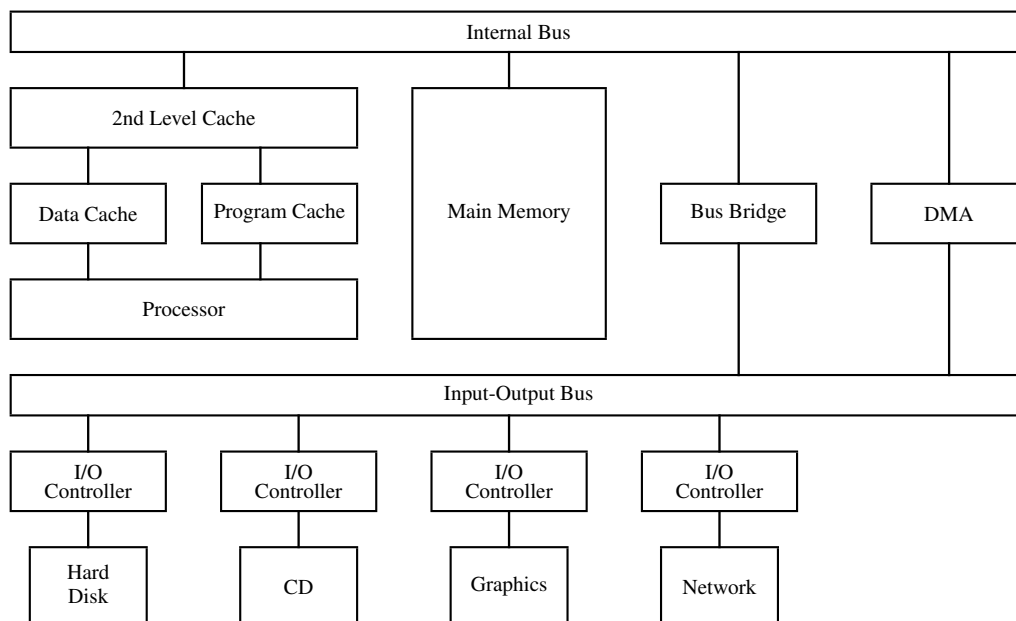 Internal Bus
2nd Level Cache
Data Cache
Program Cache
Main Memory
Bus Bridge
DMA
Processor
Input-Output Bus
I/O
Controller
I/O
Controller
I/O
Controller
I/O
Controller
Hard
Disk
CD
Graphics
Network